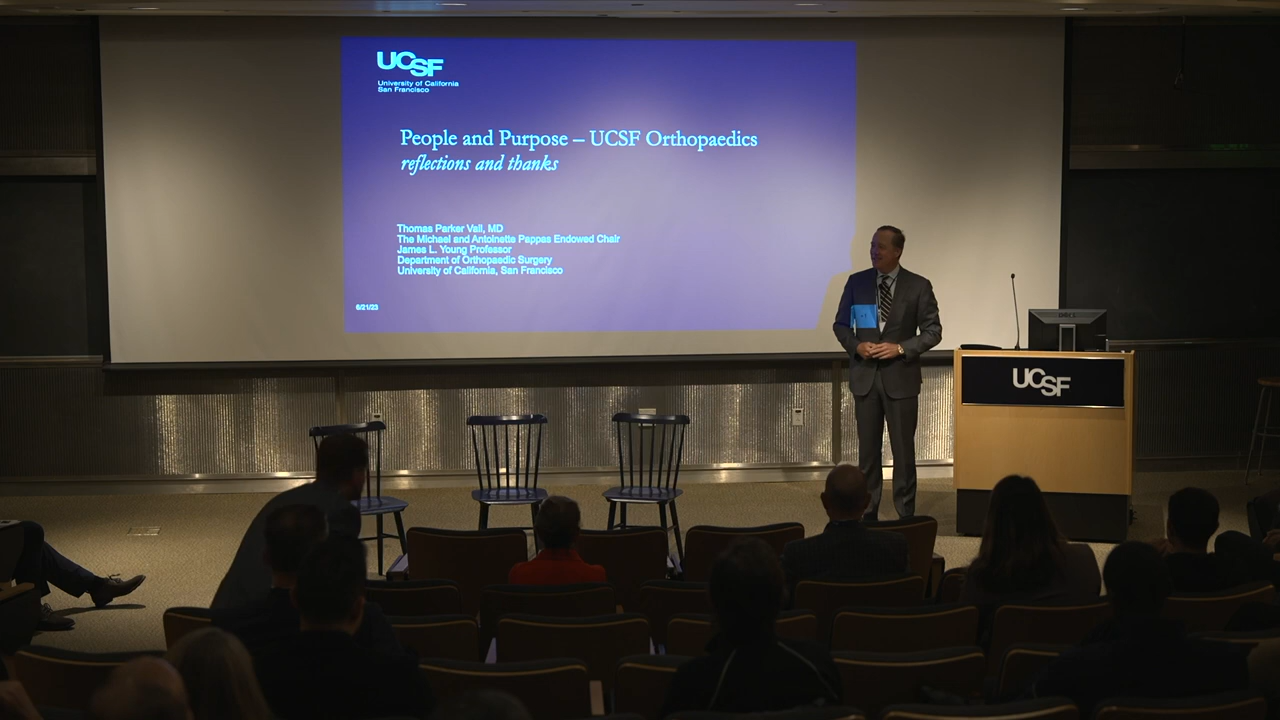 UCSF
University of California
San Francisco
People and Purpose – UCSF Orthopaedics
reflections and thanks
Thomas Parker Vail, MD
The Michael and Antoinette Pappas Endowed Chair
James L. Young Professor
Department of Orthopaedic Surgery
University of California, San Francisco
6/21/23
DELL
UCSF